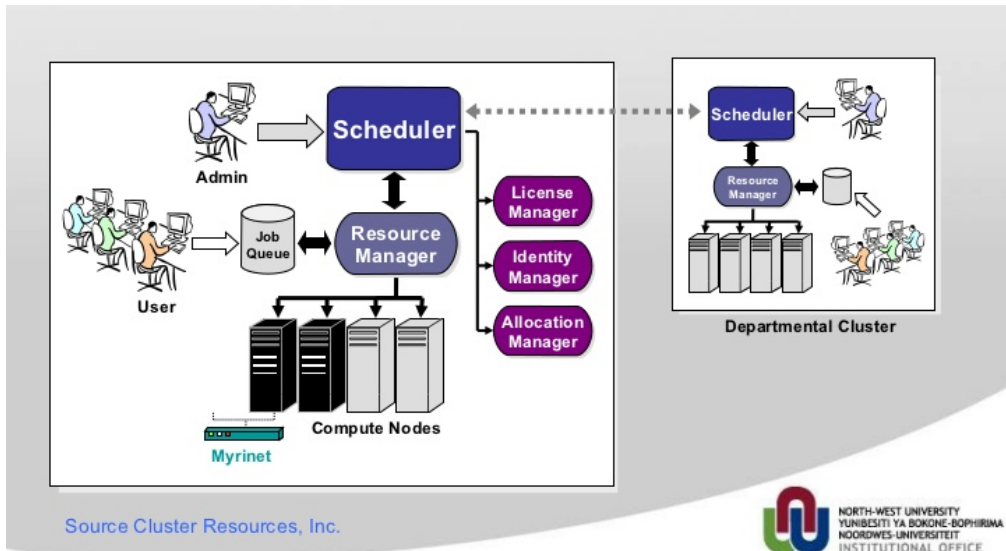 Admin
Scheduler
User
Job
Queue
Resource
Manager
License
Manager
Identity
Manager
Allocation
Manager
Compute Nodes
Myrinet
Scheduler
Resource
Manager
Departmental Cluster
Source Cluster Resources, Inc.
NORTH-WEST UNIVERSITY
YUNIBESITI YA BOKONE-BOPHIRIMA
NOORDWES-UNIVERSITEIT
INSTITUTIONAL OFFICE